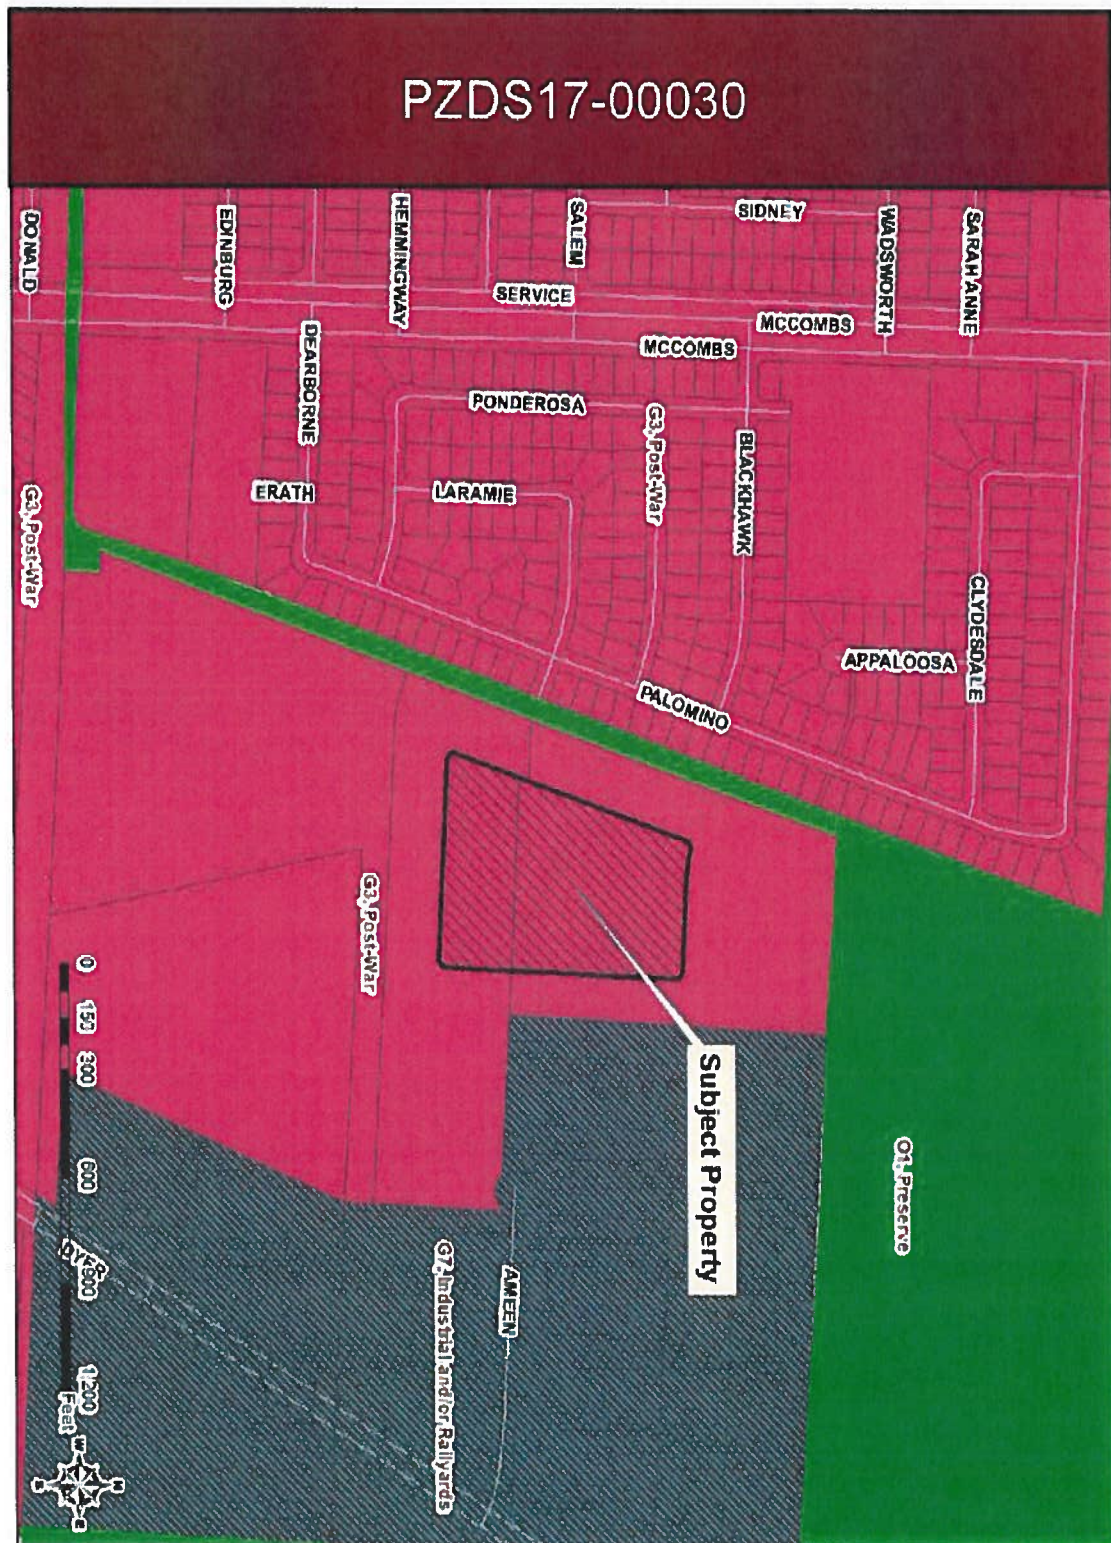 PZDS17-00030
DONALD
EDINBURG
HEMMINGWAY
SALEM
SIDNEY
WADSWORTH
SARAH ANNE
SERVICE
MCCOMBS
MCCOMBS
DEARBORNE
PONDEROSA
G3, Post-War
BLACKHAWK
ERATH
LARAMIE
G3, Post-War
CLYDESDALE
APPALOOSA
PALOMINO
G3, Post-War
Subject Property
O1, Preserve
G7, Industrial and/or Railyards
AMEEN
DYER
0 150 300 600 900 1,200
Feet
N
W
E
S